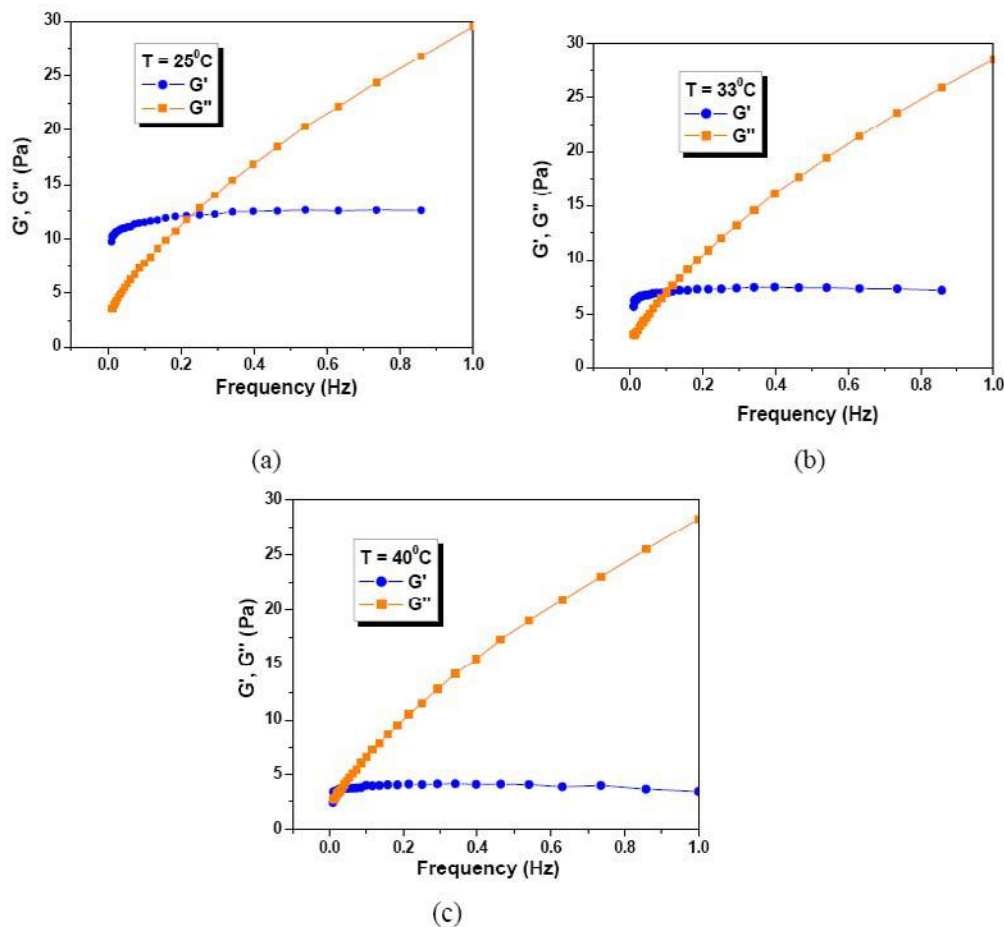 30
25
20
15
10
5
0
G', G" (Pa)
T = 25⁰C
G'
G"
0.0 0.2 0.4 0.6 0.8 1.0
Frequency (Hz)
(a)
30
25
20
15
10
5
0
G', G" (Pa)
T = 33⁰C
G'
G"
0.0 0.2 0.4 0.6 0.8 1.0
Frequency (Hz)
(b)
30
25
20
15
10
5
0
G', G" (Pa)
T = 40⁰C
G'
G"
0.0 0.2 0.4 0.6 0.8 1.0
Frequency (Hz)
(c)